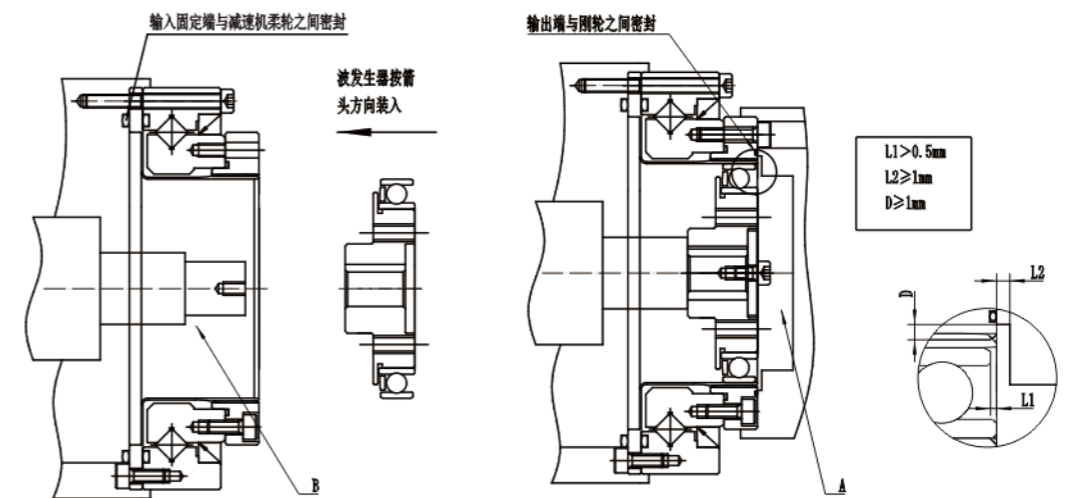 输入固定端与减速机柔轮之间密封
波发生器按箭
头方向装入
B
输出端与刚轮之间密封
A
L1>0.5mm
L2≥1mm
D≥1mm
L2
D
L1